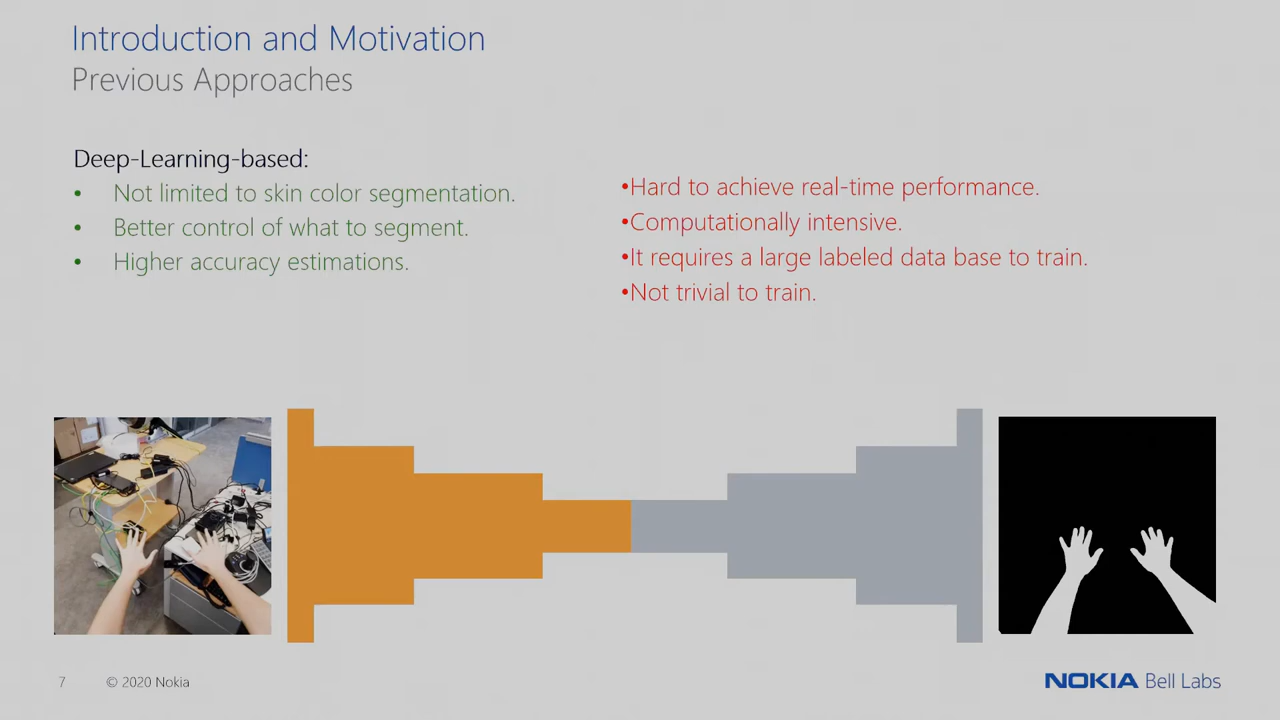 Introduction and Motivation
Previous Approaches
Deep-Learning-based:
• Not limited to skin color segmentation.
• Better control of what to segment.
• Higher accuracy estimations.
•Hard to achieve real-time performance.
•Computationally intensive.
•It requires a large labeled data base to train.
•Not trivial to train.
7 © 2020 Nokia
NOKIA Bell Labs